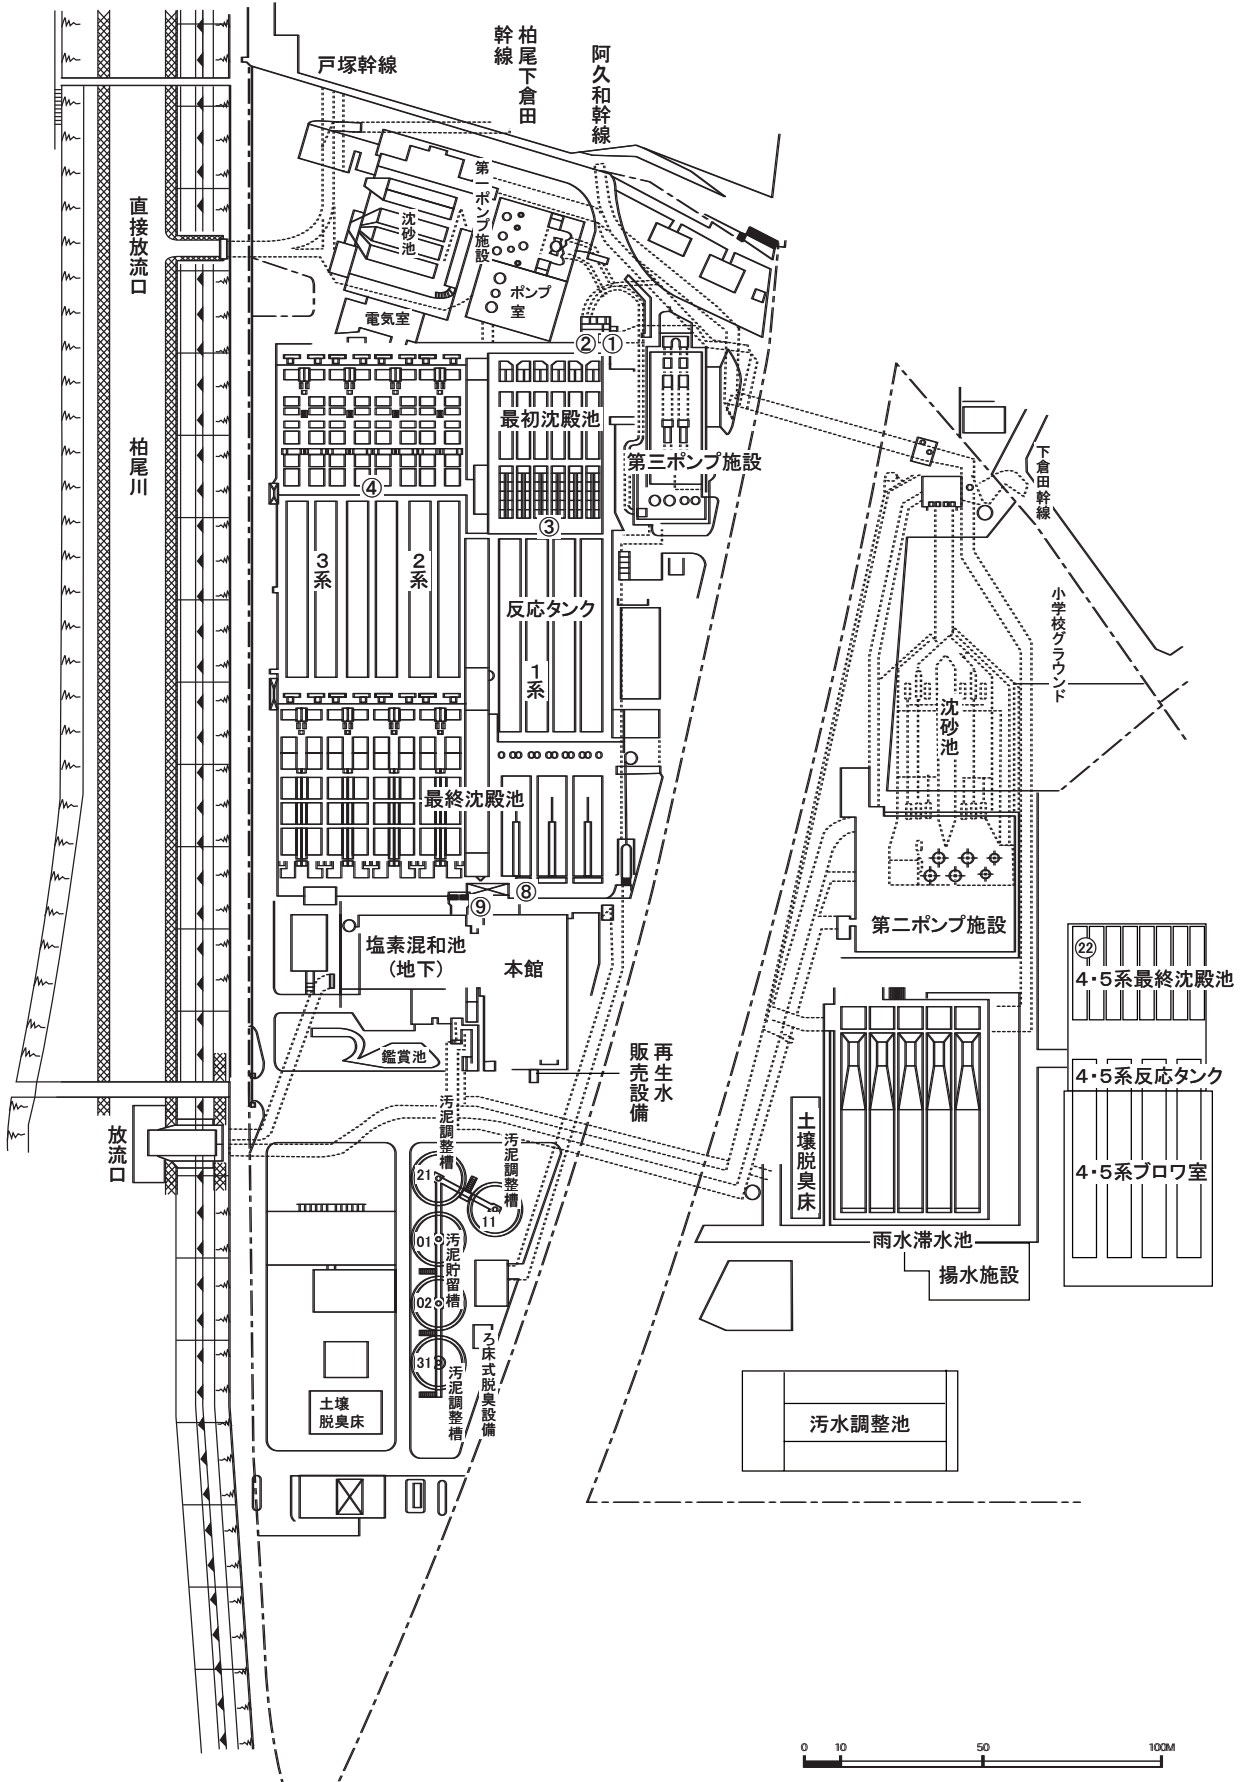 戸塚幹線
柏尾下倉田
幹線
阿久和幹線
直接放流口
第一ポンプ施設
沈砂池
ポンプ
室
電気室
②
①
柏尾川
最初沈殿池
第三ポンプ施設
下倉田幹線
④
③
3系
2系
反応タンク
1系
小学校グラウンド
沈砂池
最終沈殿池
⑧
⑨
塩素混和池
(地下)
本館
第二ポンプ施設
㉒
4・5系最終沈殿池
鑑賞池
再生水
販売設備
4・5系反応タンク
放流口
汚泥調整槽
汚泥調整槽
土壌脱臭床
4・5系ブロワ室
21
11
01
汚泥貯留槽
02
雨水滞水池
揚水施設
31
汚泥調整槽
ろ床式脱臭設備
土壌
脱臭床
汚水調整池
0 10 50 100M